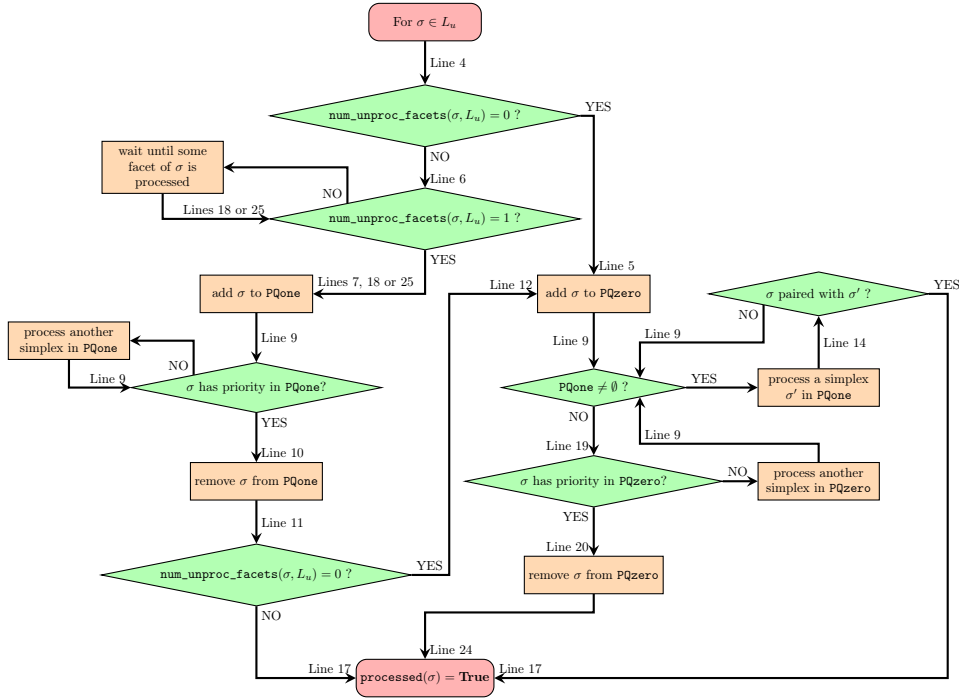 For σ ∈ L_u
Line 4
num_unproc_facets(σ, L_u) = 0 ?
YES
NO
wait until some
facet of σ is
processed
Line 6
NO
Lines 18 or 25
num_unproc_facets(σ, L_u) = 1 ?
YES
Lines 7, 18 or 25
add σ to PQone
Line 12
Line 5
add σ to PQzero
σ paired with σ′ ?
YES
NO
Line 9
process another
simplex in PQone
NO
Line 9
σ has priority in PQone?
YES
Line 9
Line 9
PQone ≠ ∅ ?
YES
NO
Line 14
process a simplex
σ′ in PQone
Line 9
Line 10
remove σ from PQone
Line 11
Line 19
σ has priority in PQzero?
NO
process another
simplex in PQzero
YES
Line 20
remove σ from PQzero
num_unproc_facets(σ, L_u) = 0 ?
YES
NO
Line 24
Line 17
processed(σ) = True
Line 17